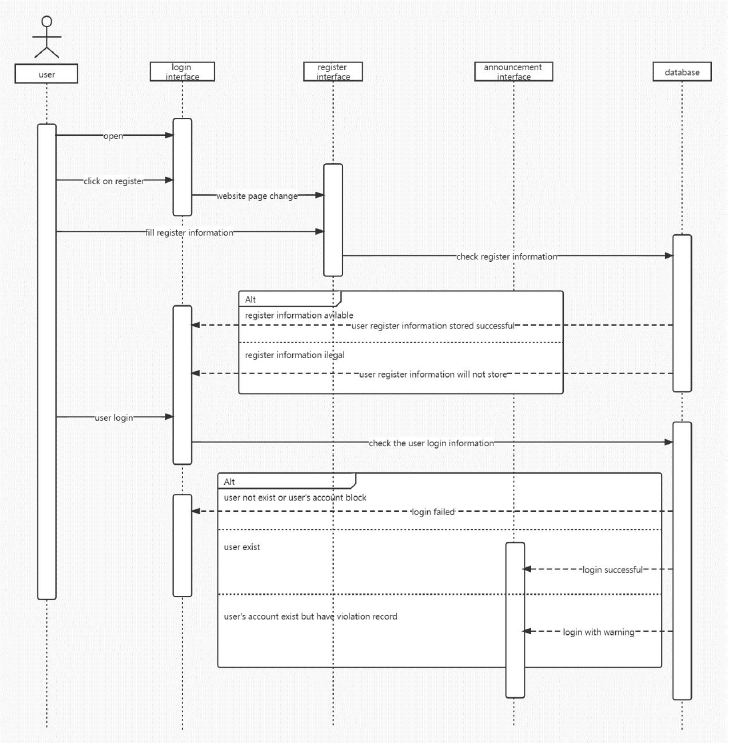 user
login
interface
register
interface
announcement
interface
database
open
click on register
website page change
fill register information
check register information
Alt
register information avilable
user register information stored successful
register information ilegal
user register information will not store
user login
check the user login information
Alt
user not exist or user's account block
login failed
user exist
login successful
user's account exist but have violation record
login with warning